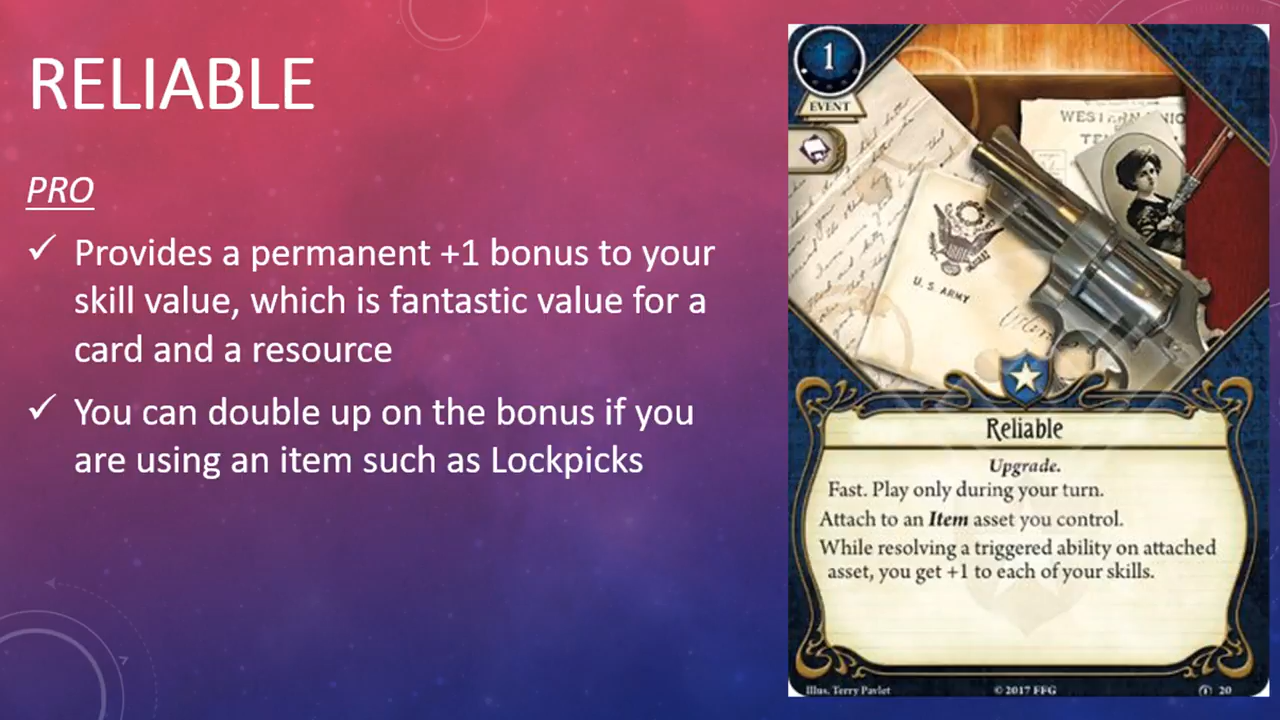 RELIABLE
PRO
✓ Provides a permanent +1 bonus to your
skill value, which is fantastic value for a
card and a resource
✓ You can double up on the bonus if you
are using an item such as Lockpicks
1
EVENT
WESTERN UNIO
U. S. ARMY
Reliable
Upgrade.
Fast. Play only during your turn.
Attach to an Item asset you control.
While resolving a triggered ability on attached
asset, you get +1 to each of your skills.
Illus. Terry Pavlet
© 2017 FFG
20